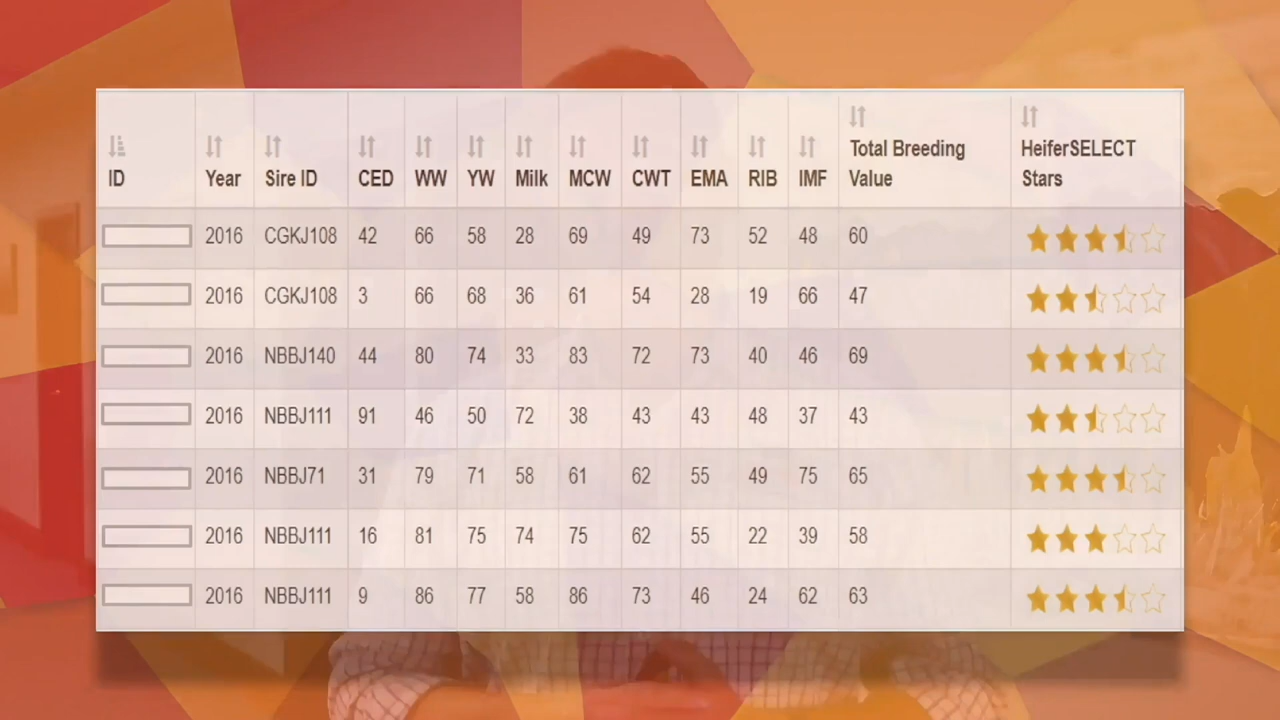 ID Year Sire ID CED WW YW Milk MCW CWT EMA RIB IMF Total Breeding Value HeiferSELECT Stars
2016 CGKJ108 42 66 58 28 69 49 73 52 48 60
2016 CGKJ108 3 66 68 36 61 54 28 19 66 47
2016 NBBJ140 44 80 74 33 83 72 73 40 46 69
2016 NBBJ111 91 46 50 72 38 43 43 48 37 43
2016 NBBJ71 31 79 71 58 61 62 55 49 75 65
2016 NBBJ111 16 81 75 74 75 62 55 22 39 58
2016 NBBJ111 9 86 77 58 86 73 46 24 62 63